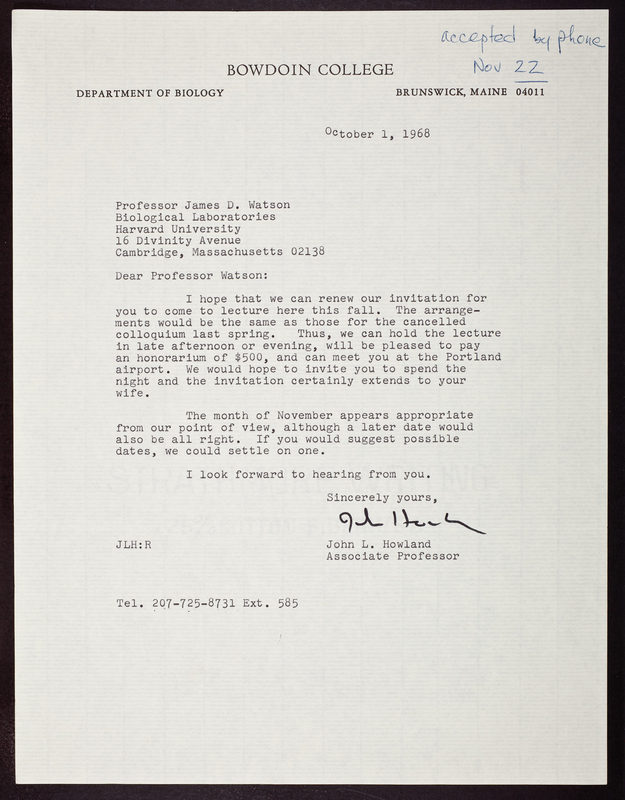 accepted by phone
Nov 22
BOWDOIN COLLEGE
DEPARTMENT OF BIOLOGY
BRUNSWICK, MAINE 04011
October 1, 1968
Professor James D. Watson
Biological Laboratories
Harvard University
16 Divinity Avenue
Cambridge, Massachusetts 02138
Dear Professor Watson:
I hope that we can renew our invitation for
you to come to lecture here this fall. The arrange-
ments would be the same as those for the cancelled
colloquium last spring. Thus, we can hold the lecture
in late afternoon or evening, will be pleased to pay
an honorarium of $500, and can meet you at the Portland
airport. We would hope to invite you to spend the
night and the invitation certainly extends to your
wife.
The month of November appears appropriate
from our point of view, although a later date would
also be all right. If you would suggest possible
dates, we could settle on one.
I look forward to hearing from you.
Sincerely yours,
JLH:R
John L. Howland
Associate Professor
Tel. 207-725-8731 Ext. 585